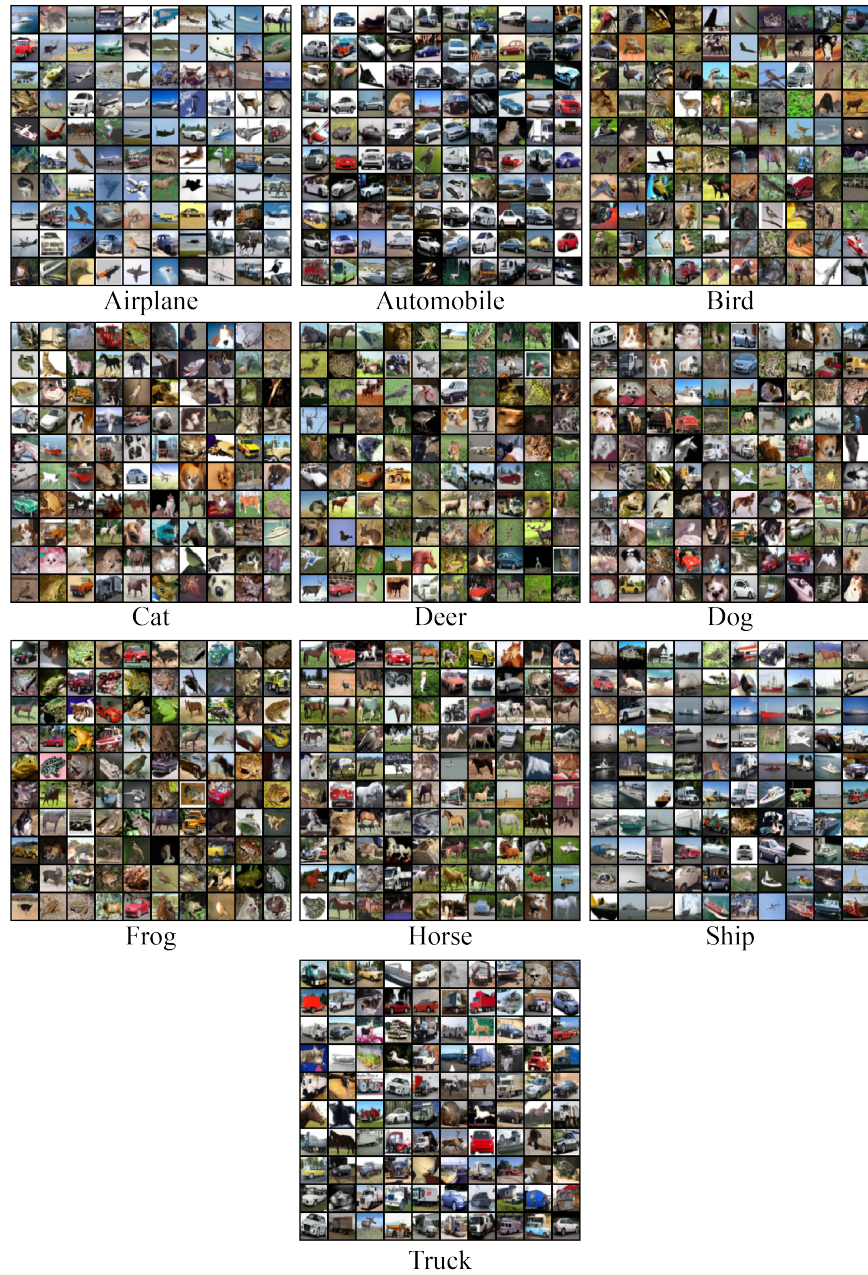 Airplane
Automobile
Bird
Cat
Deer
Dog
Frog
Horse
Ship
Truck